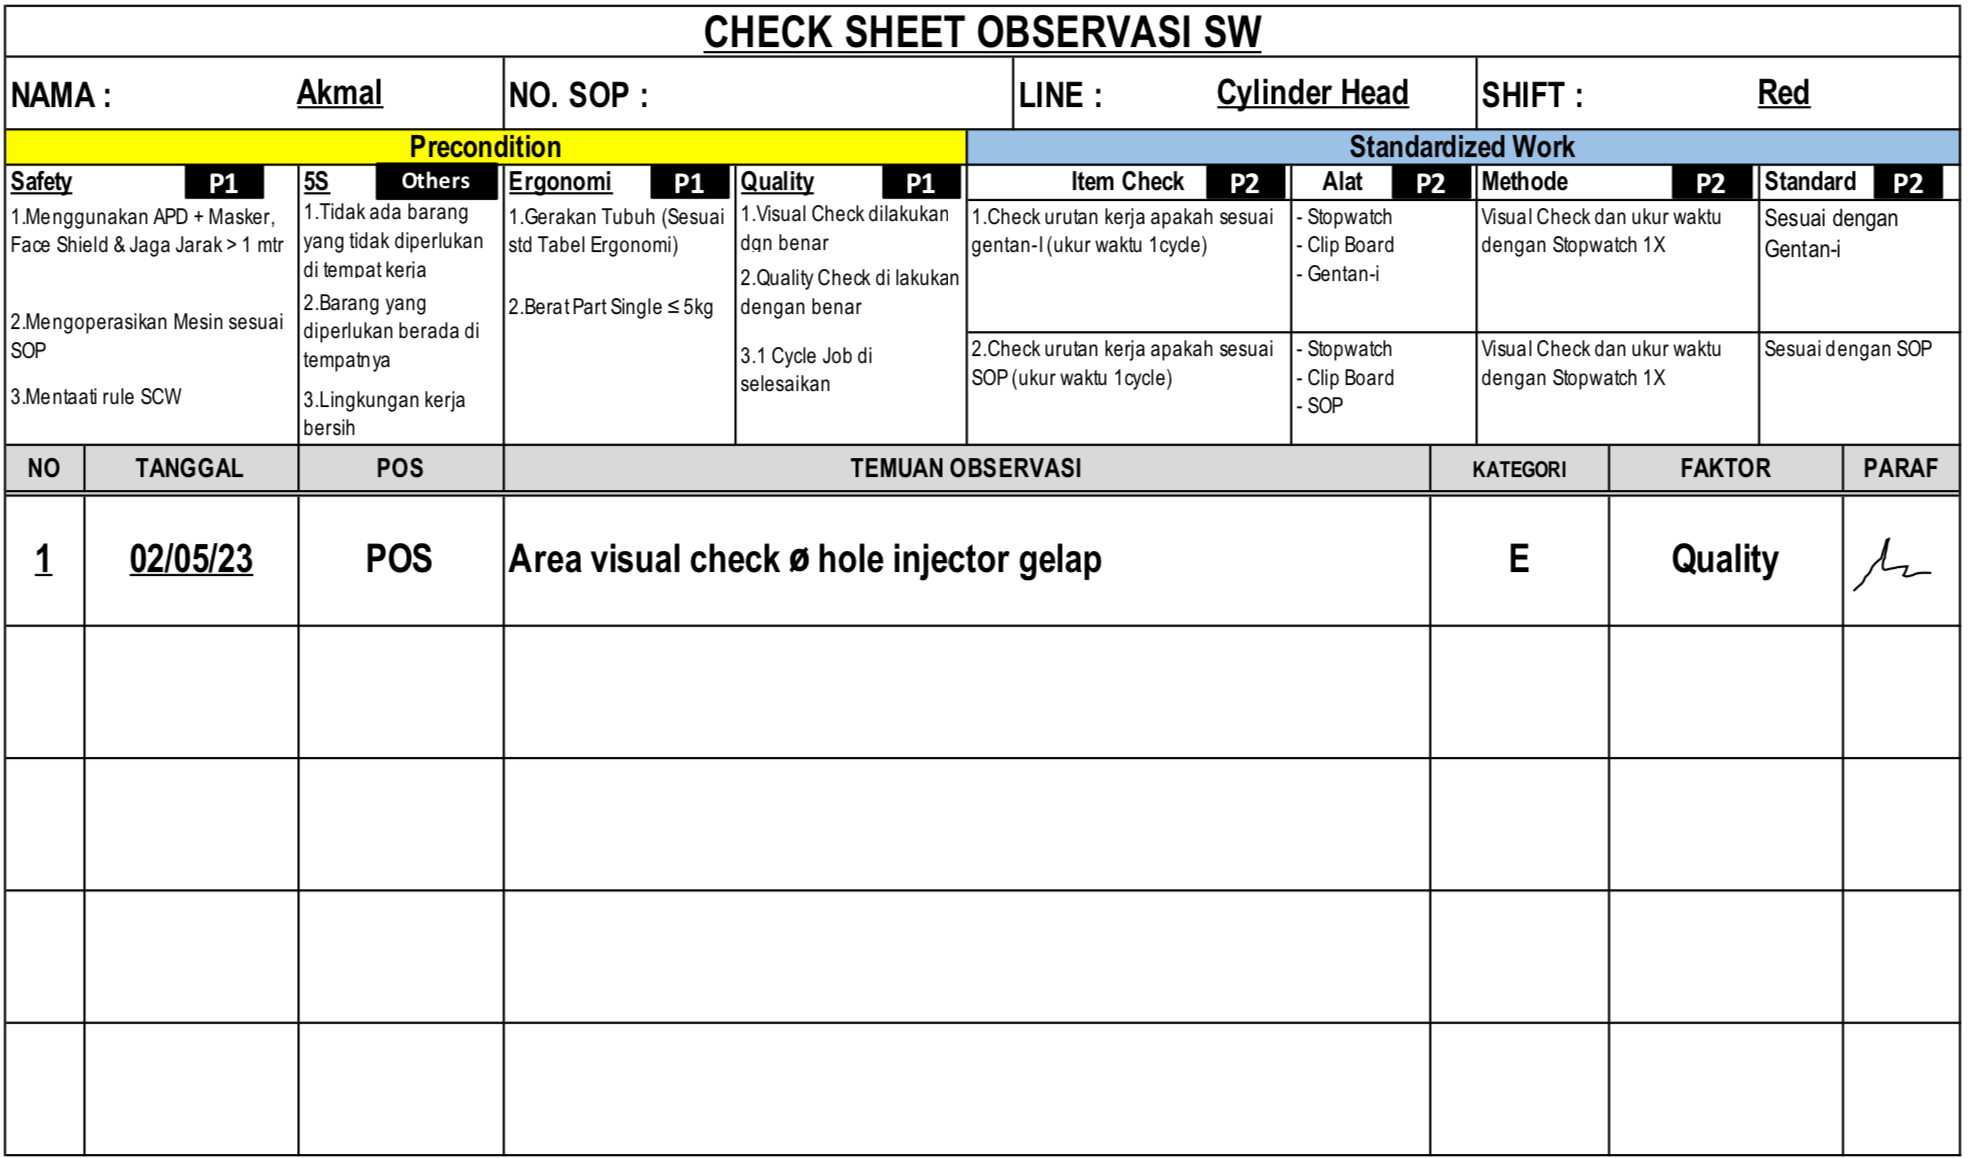 CHECK SHEET OBSERVASI SW
NAMA : Akmal
NO. SOP :
LINE : Cylinder Head
SHIFT : Red
Precondition
Standardized Work
Safety P1
1.Menggunakan APD + Masker,
Face Shield & Jaga Jarak > 1 mtr
2.Mengoperasikan Mesin sesuai
SOP
3.Mentaati rule SCW
5S Others
1.Tidak ada barang
yang tidak diperlukan
di tempat kerja
2.Barang yang
diperlukan berada di
tempatnya
3.Lingkungan kerja
bersih
Ergonomi P1
1.Gerakan Tubuh (Sesuai
std Tabel Ergonomi)
2.Berat Part Single ≤ 5kg
Quality P1
1.Visual Check dilakukan
dgn benar
2.Quality Check di lakukan
dengan benar
3.1 Cycle Job di
selesaikan
Item Check P2
1.Check urutan kerja apakah sesuai
gentan-I (ukur waktu 1cycle)
2.Check urutan kerja apakah sesuai
SOP (ukur waktu 1cycle)
Alat P2
- Stopwatch
- Clip Board
- Gentan-i
- Stopwatch
- Clip Board
- SOP
Methode P2
Visual Check dan ukur waktu
dengan Stopwatch 1X
Visual Check dan ukur waktu
dengan Stopwatch 1X
Standard P2
Sesuai dengan
Gentan-i
Sesuai dengan SOP
NO TANGGAL POS TEMUAN OBSERVASI KATEGORI FAKTOR PARAF
1 02/05/23 POS Area visual check ø hole injector gelap E Quality